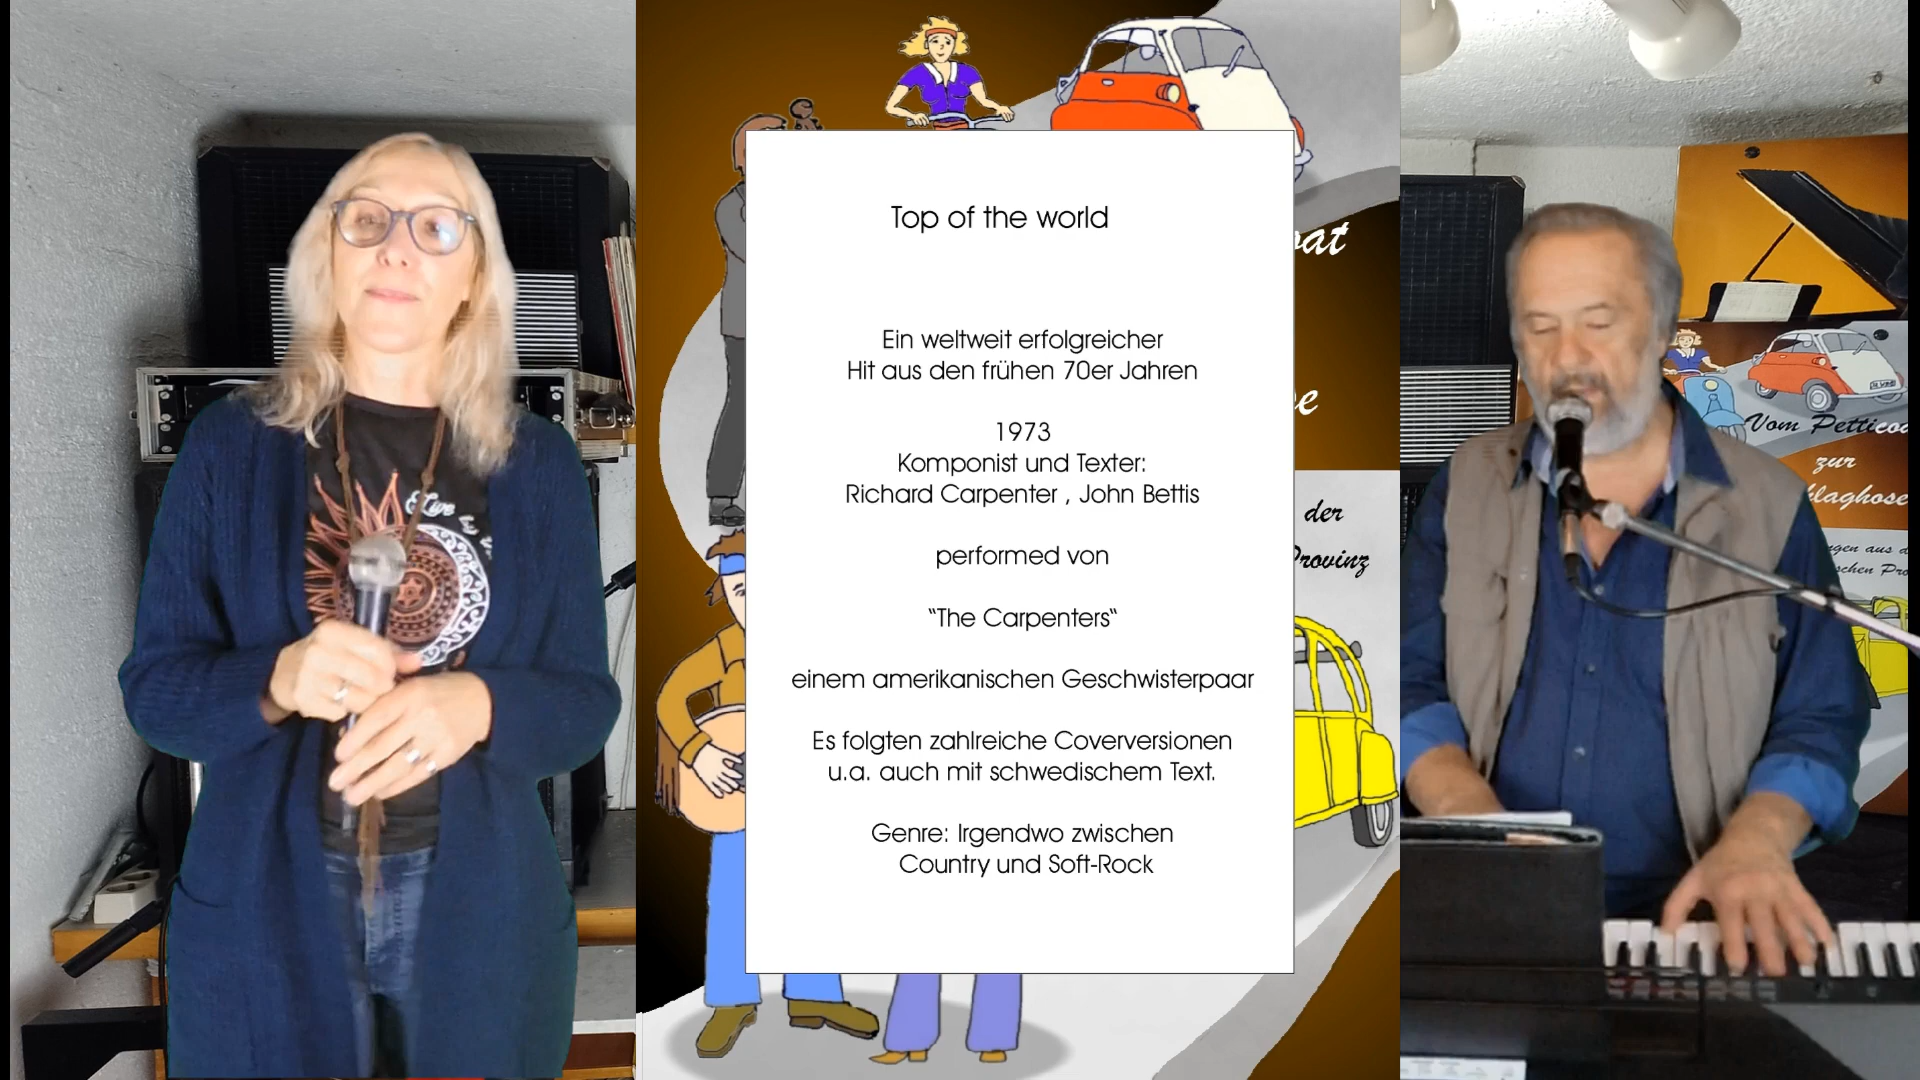 Top of the world
Ein weltweit erfolgreicher
Hit aus den frühen 70er Jahren
1973
Komponist und Texter:
Richard Carpenter , John Bettis
performed von
“The Carpenters“
einem amerikanischen Geschwisterpaar
Es folgten zahlreiche Coverversionen
u.a. auch mit schwedischem Text.
Genre: Irgendwo zwischen
Country und Soft-Rock
der
Provinz
Live by
Vom Petticoa
zur